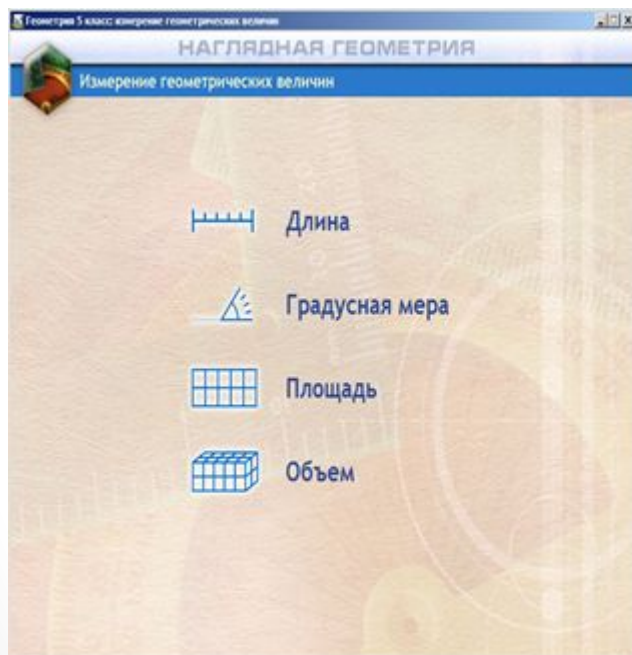 Геометрия 5 класс: измерение геометрических величин
НАГЛЯДНАЯ ГЕОМЕТРИЯ
Измерение геометрических величин
Длина
Градусная мера
Площадь
Объем